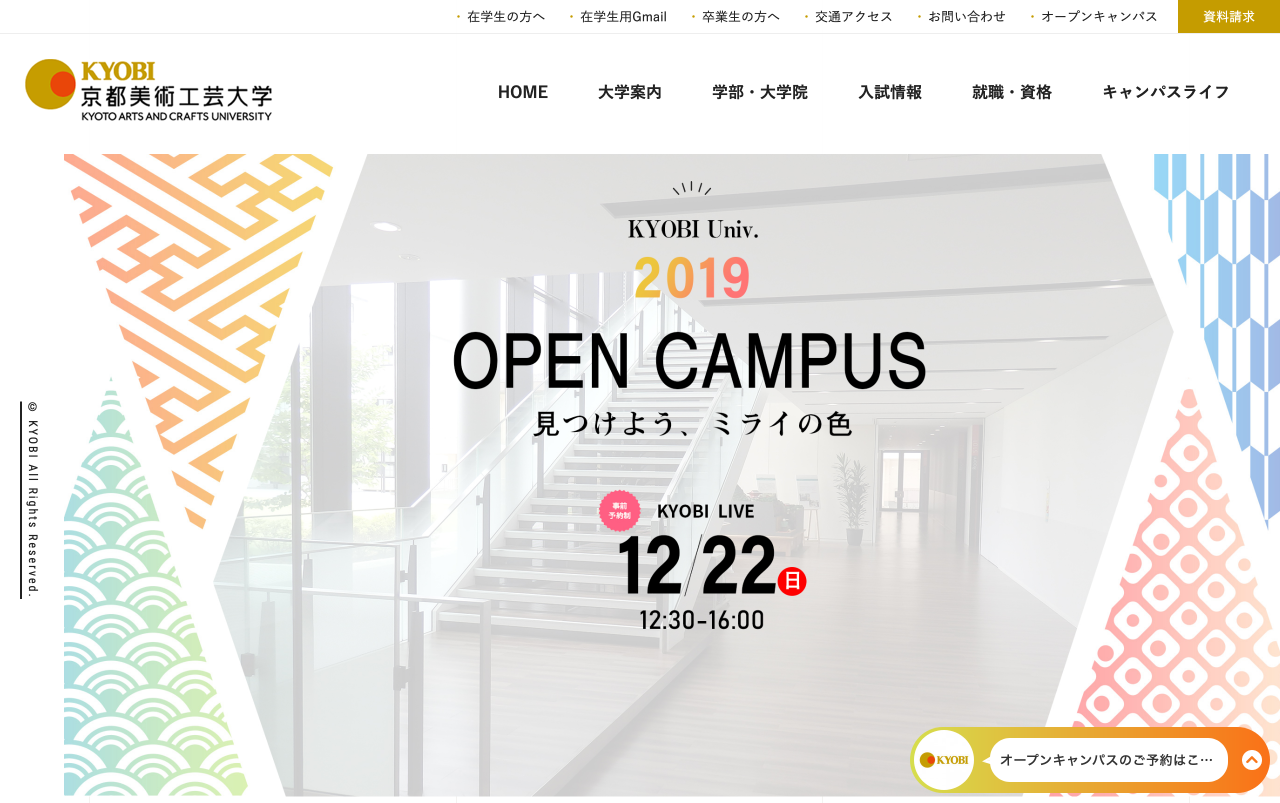 在学生の方へ
在学生用Gmail
卒業生の方へ
交通アクセス
お問い合わせ
オープンキャンパス
資料請求
KYOBI
京都美術工芸大学
KYOTO ARTS AND CRAFTS UNIVERSITY
HOME
大学案内
学部・大学院
入試情報
就職・資格
キャンパスライフ
KYOBI Univ.
2019
OPEN CAMPUS
見つけよう、ミライの色
事前
予約制
KYOBI LIVE
12/22日
12:30-16:00
© KYOBI All Rights Reserved.
KYOBI
オープンキャンパスのご予約はこ…